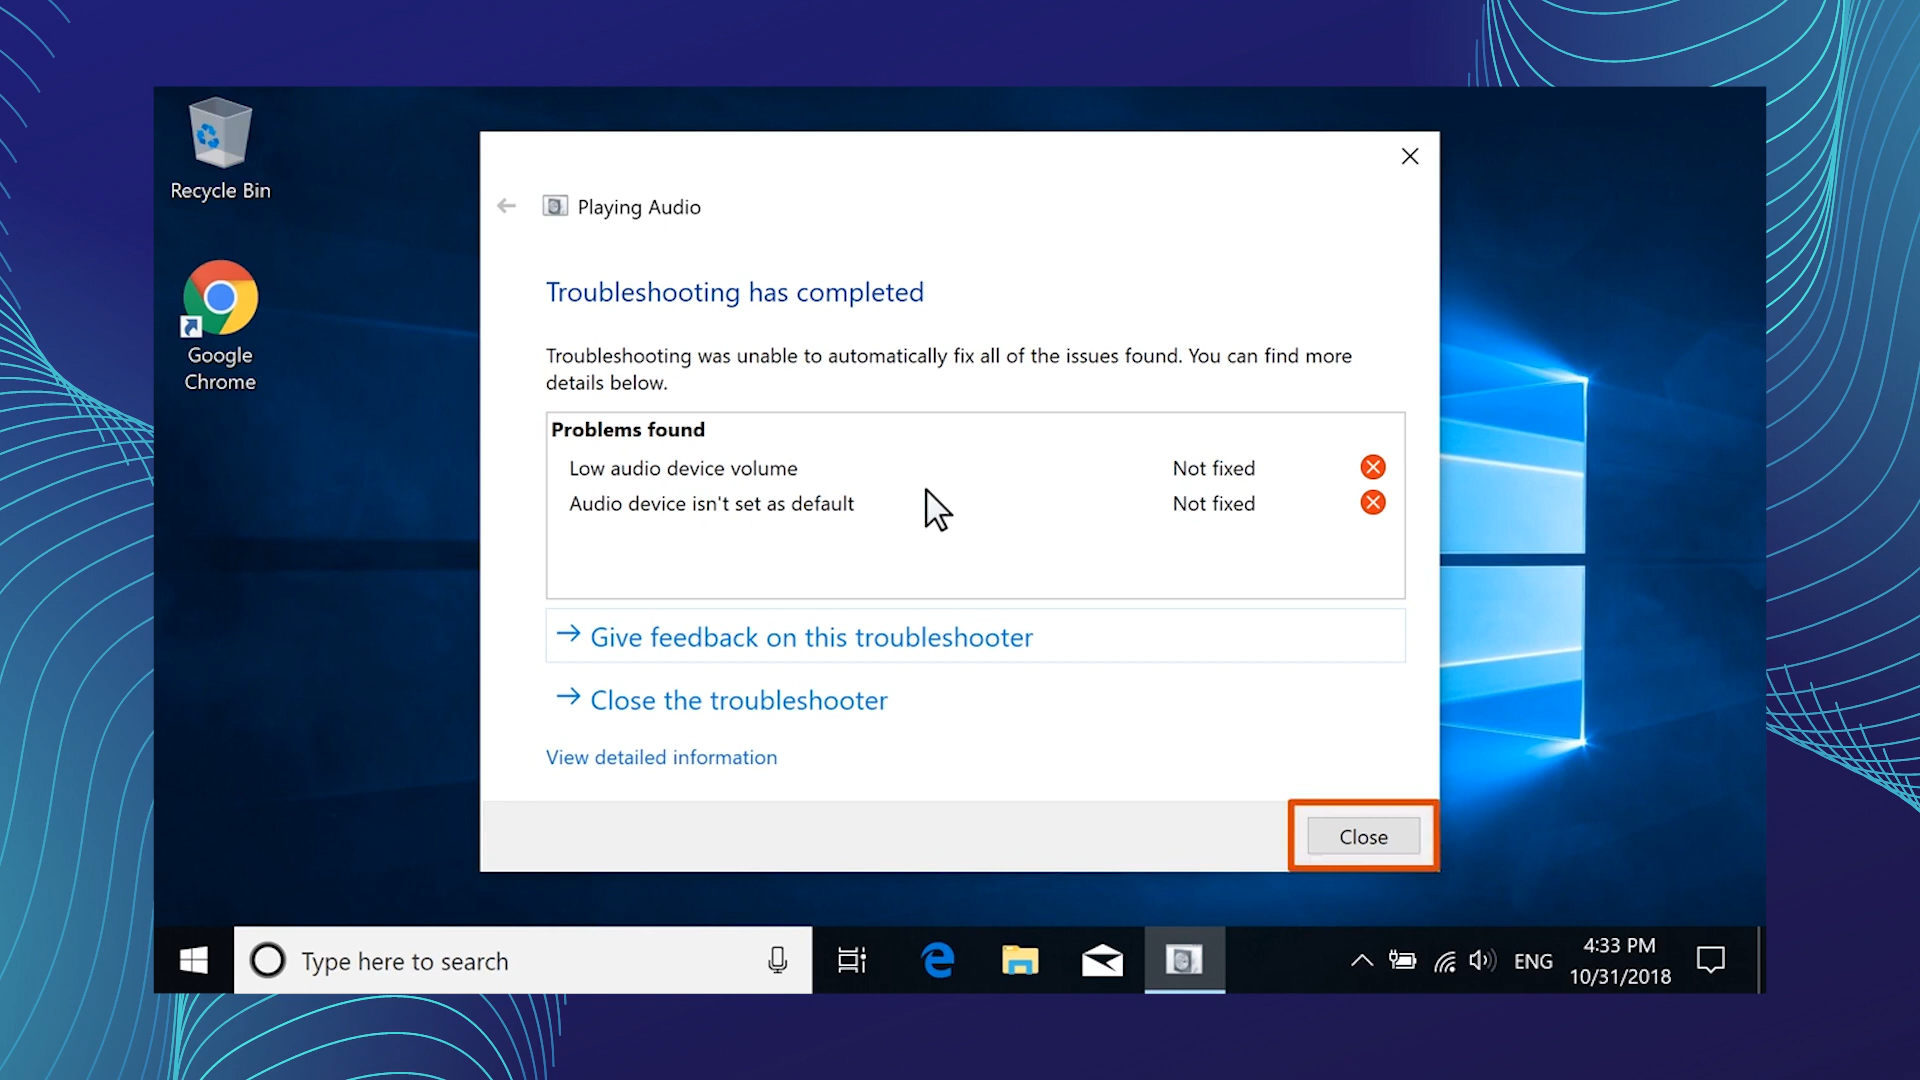 Recycle Bin
Google
Chrome
Playing Audio
Troubleshooting has completed
Troubleshooting was unable to automatically fix all of the issues found. You can find more
details below.
Problems found
Low audio device volume Not fixed
Audio device isn't set as default Not fixed
Give feedback on this troubleshooter
Close the troubleshooter
View detailed information
Close
Type here to search
ENG
4:33 PM
10/31/2018